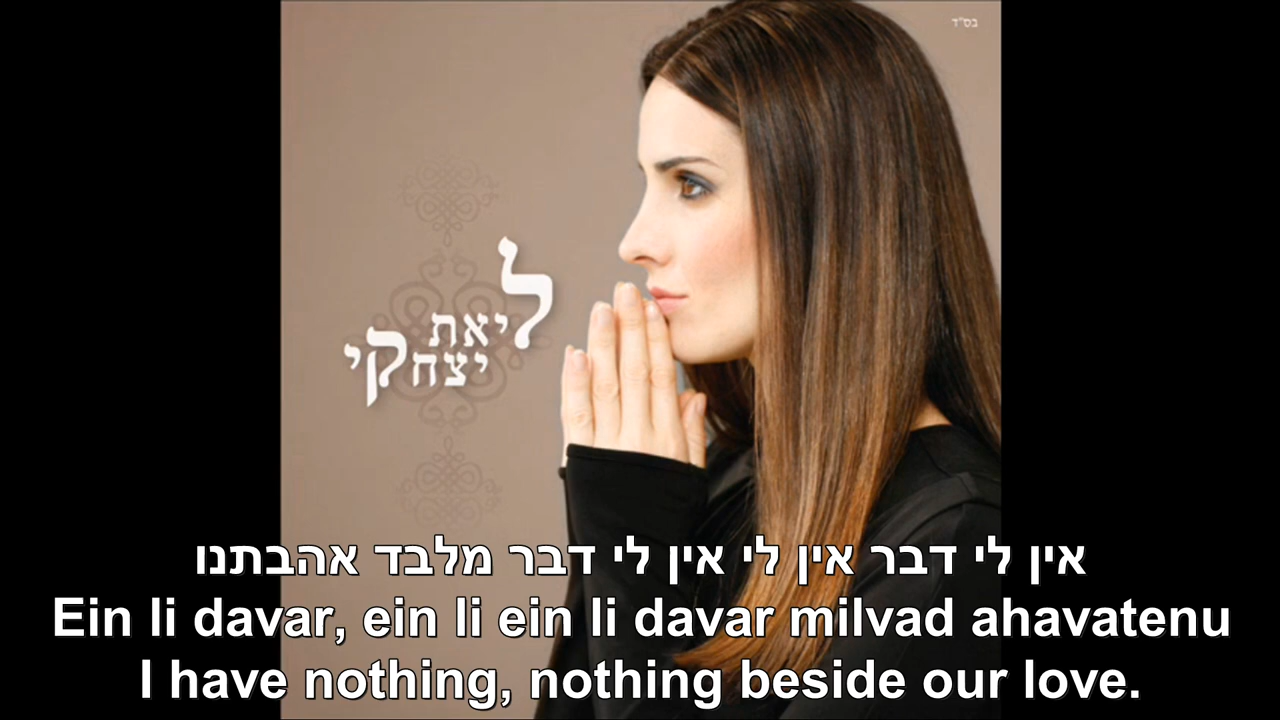 בס"ד
ליאת
יצחקי
אין לי דבר אין לי אין לי דבר מלבד אהבתנו
Ein li davar, ein li ein li davar milvad ahavatenu
I have nothing, nothing beside our love.